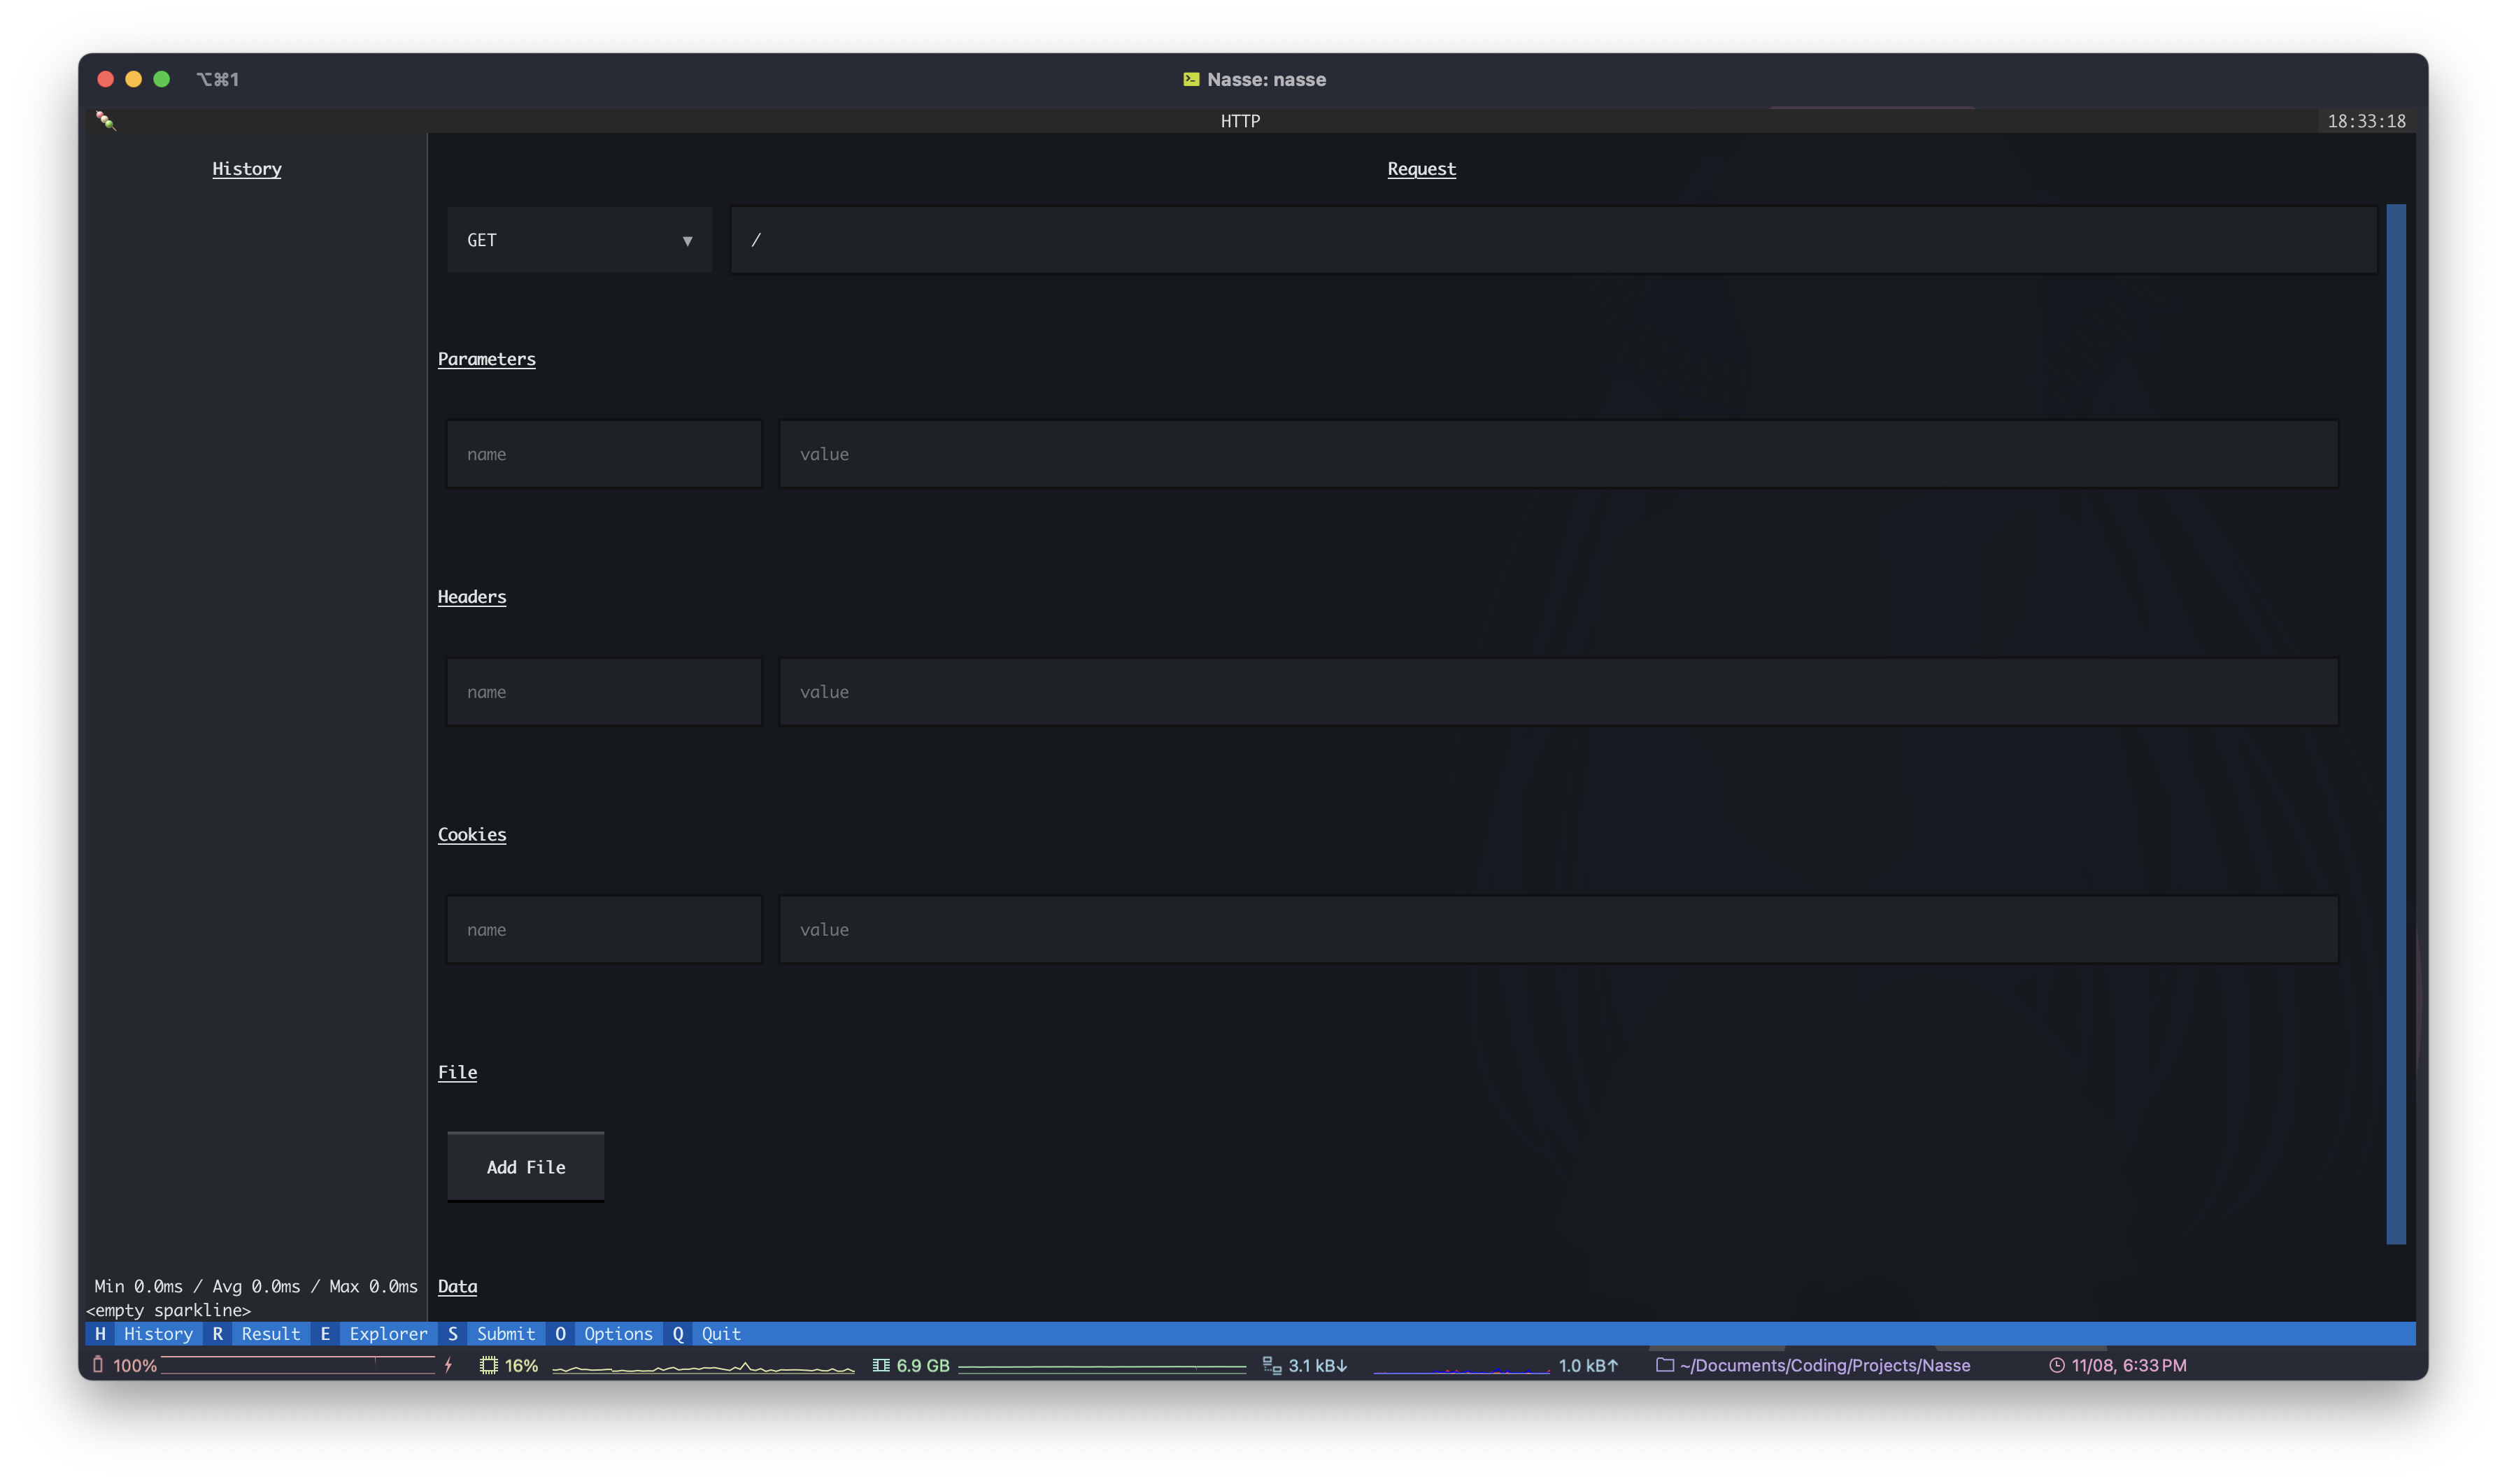 ⌥⌘1
Nasse: nasse
HTTP
18:33:18
History
Request
GET ▼
/
Parameters
name
value
Headers
name
value
Cookies
name
value
File
Add File
Min 0.0ms / Avg 0.0ms / Max 0.0ms
<empty sparkline>
Data
H History R Result E Explorer S Submit O Options Q Quit
100% 16% 6.9 GB 3.1 kB↓ 1.0 kB↑ ~/Documents/Coding/Projects/Nasse 11/08, 6:33 PM